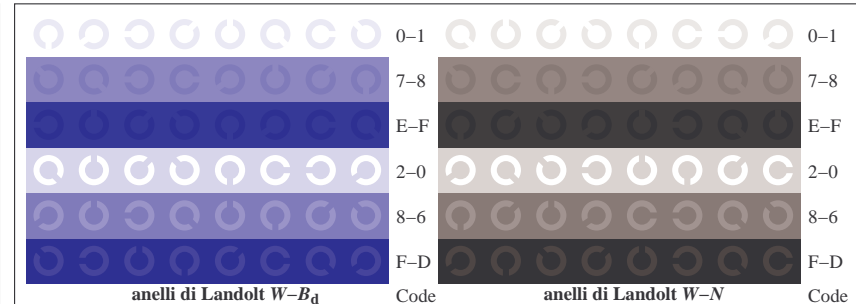 0–1 0–1
7–8 7–8
E–F E–F
2–0 2–0
8–6 8–6
F–D F–D
anelli di Landolt W–Bd Code anelli di Landolt W–N Code